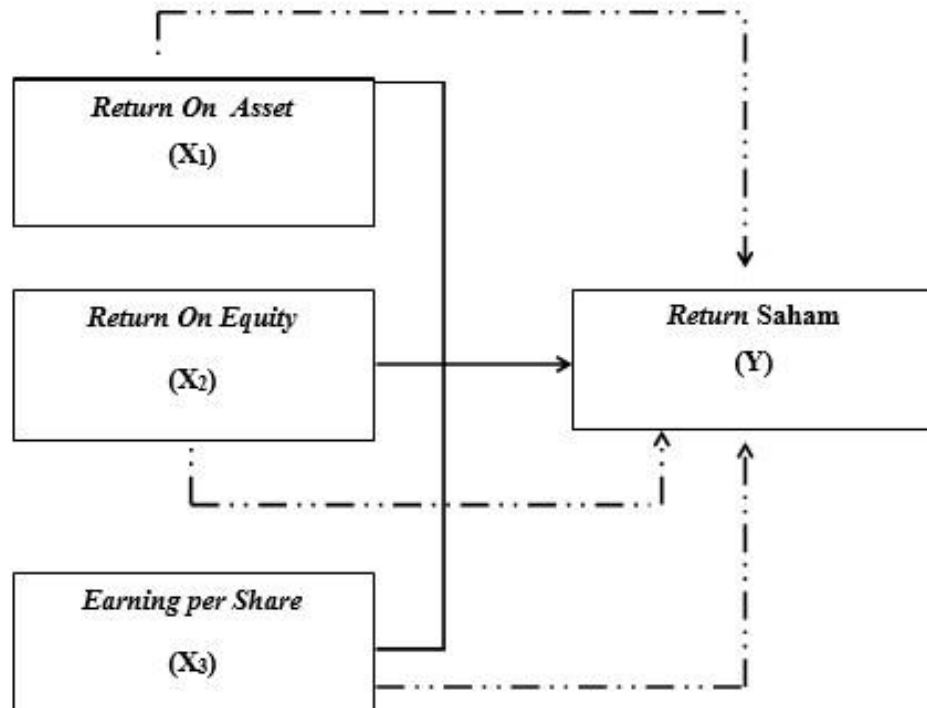 Return On Asset
(X₁)
Return On Equity
(X₂)
Return Saham
(Y)
Earning per Share
(X₃)